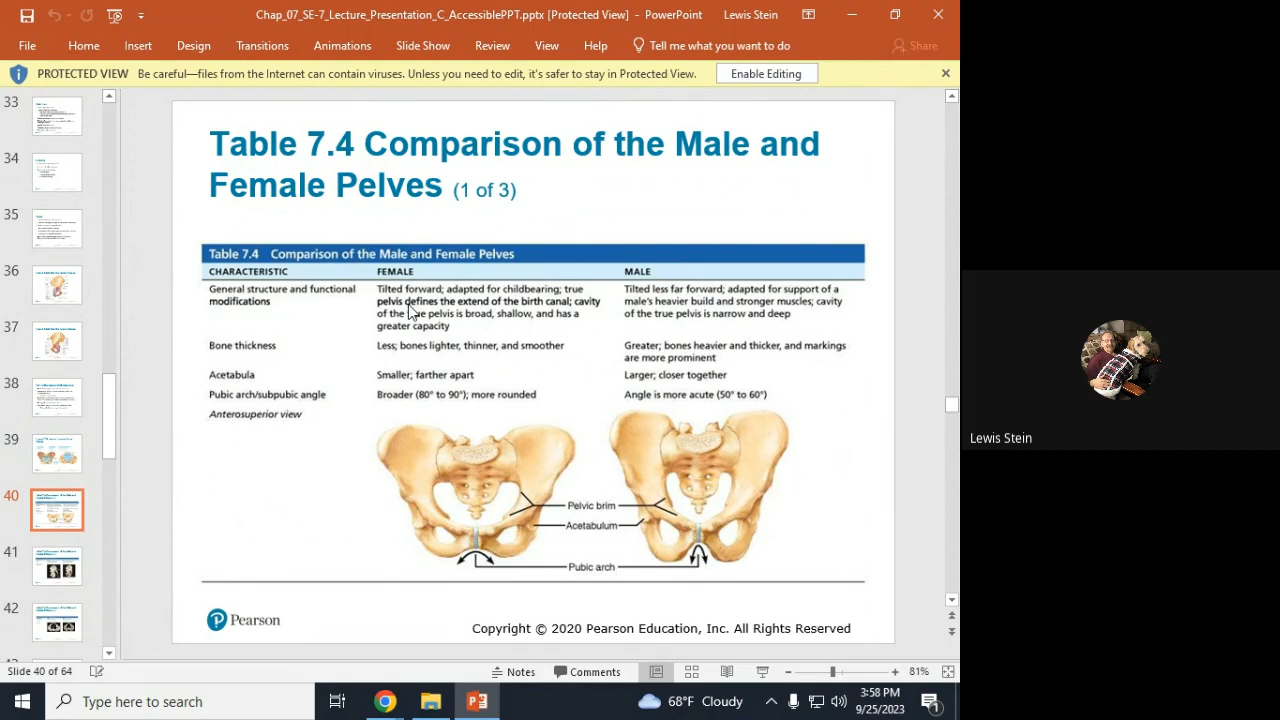 Chap_07_SE-7_Lecture_Presentation_C_AccessiblePPT.pptx [Protected View] - PowerPoint
Lewis Stein
File Home Insert Design Transitions Animations Slide Show Review View Help Tell me what you want to do Share
PROTECTED VIEW Be careful—files from the Internet can contain viruses. Unless you need to edit, it's safer to stay in Protected View. Enable Editing
33
34
35
36
37
38
39
40
41
42
Table 7.4 Comparison of the Male and
Female Pelves (1 of 3)
Table 7.4 Comparison of the Male and Female Pelves
CHARACTERISTIC FEMALE MALE
General structure and functional
modifications
Tilted forward; adapted for childbearing; true
pelvis defines the extend of the birth canal; cavity
of the true pelvis is broad, shallow, and has a
greater capacity
Tilted less far forward; adapted for support of a
male's heavier build and stronger muscles; cavity
of the true pelvis is narrow and deep
Bone thickness
Less; bones lighter, thinner, and smoother
Greater; bones heavier and thicker, and markings
are more prominent
Acetabula
Smaller; farther apart
Larger; closer together
Pubic arch/subpubic angle
Broader (80° to 90°); more rounded
Angle is more acute (50° to 60°)
Anterosuperior view
Pelvic brim
Acetabulum
Pubic arch
Pearson
Copyright © 2020 Pearson Education, Inc. All Rights Reserved
Lewis Stein
Slide 40 of 64
Notes Comments
81%
Type here to search
68°F Cloudy
3:58 PM
9/25/2023
1